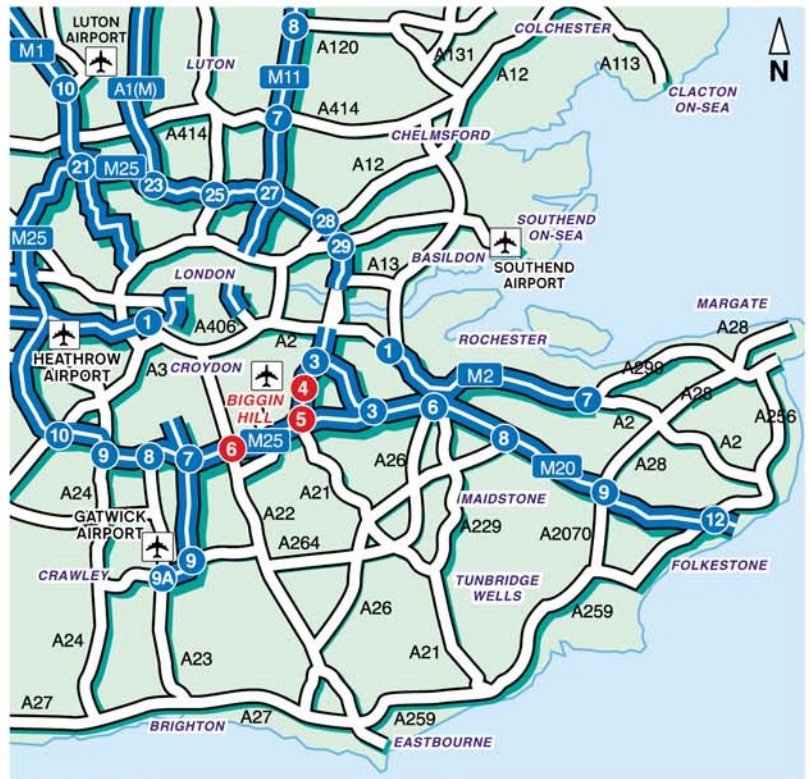 LUTON
AIRPORT
M1
10
A1(M)
LUTON
8
A120
A131
COLCHESTER
A12
A113
CLACTON
ON-SEA
N
M11
A414
7
A414
CHELMSFORD
21
M25
23
25
27
A12
28
29
M25
SOUTHEND
ON-SEA
BASILDON
SOUTHEND
AIRPORT
A13
LONDON
1
A406
A2
HEATHROW
AIRPORT
A3
CROYDON
BIGGIN
HILL
3
4
5
1
ROCHESTER
M2
7
MARGATE
A28
A299
A28
A256
A2
A2
3
6
10
9
8
7
6
M25
8
M20
9
A28
12
A24
GATWICK
AIRPORT
A21
A26
MAIDSTONE
A22
A229
A264
A2070
9
9A
CRAWLEY
TUNBRIDGE
WELLS
FOLKESTONE
A26
A259
A24
A23
A21
A27
BRIGHTON
A27
A259
EASTBOURNE